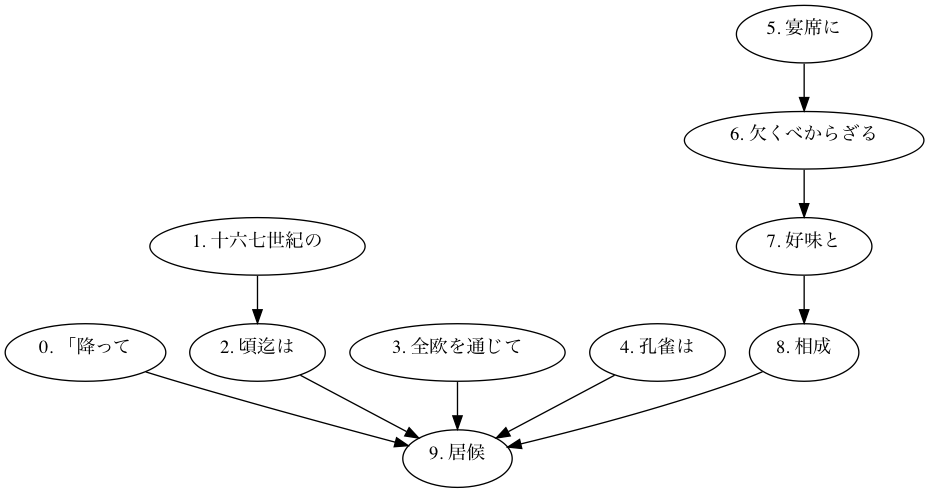 5. 宴席に
6. 欠くべからざる
1. 十六七世紀の
7. 好味と
0. 「降って
2. 頃迄は
3. 全欧を通じて
4. 孔雀は
8. 相成
9. 居候